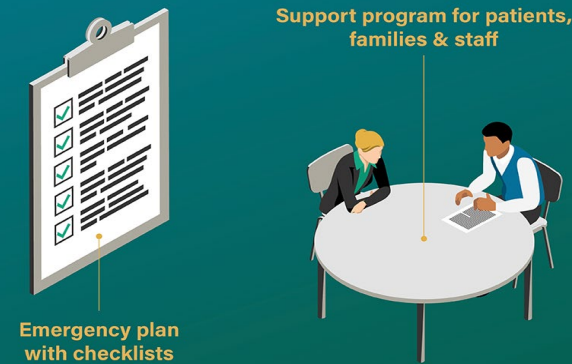 Support program for patients,
families & staff
Emergency plan
with checklists